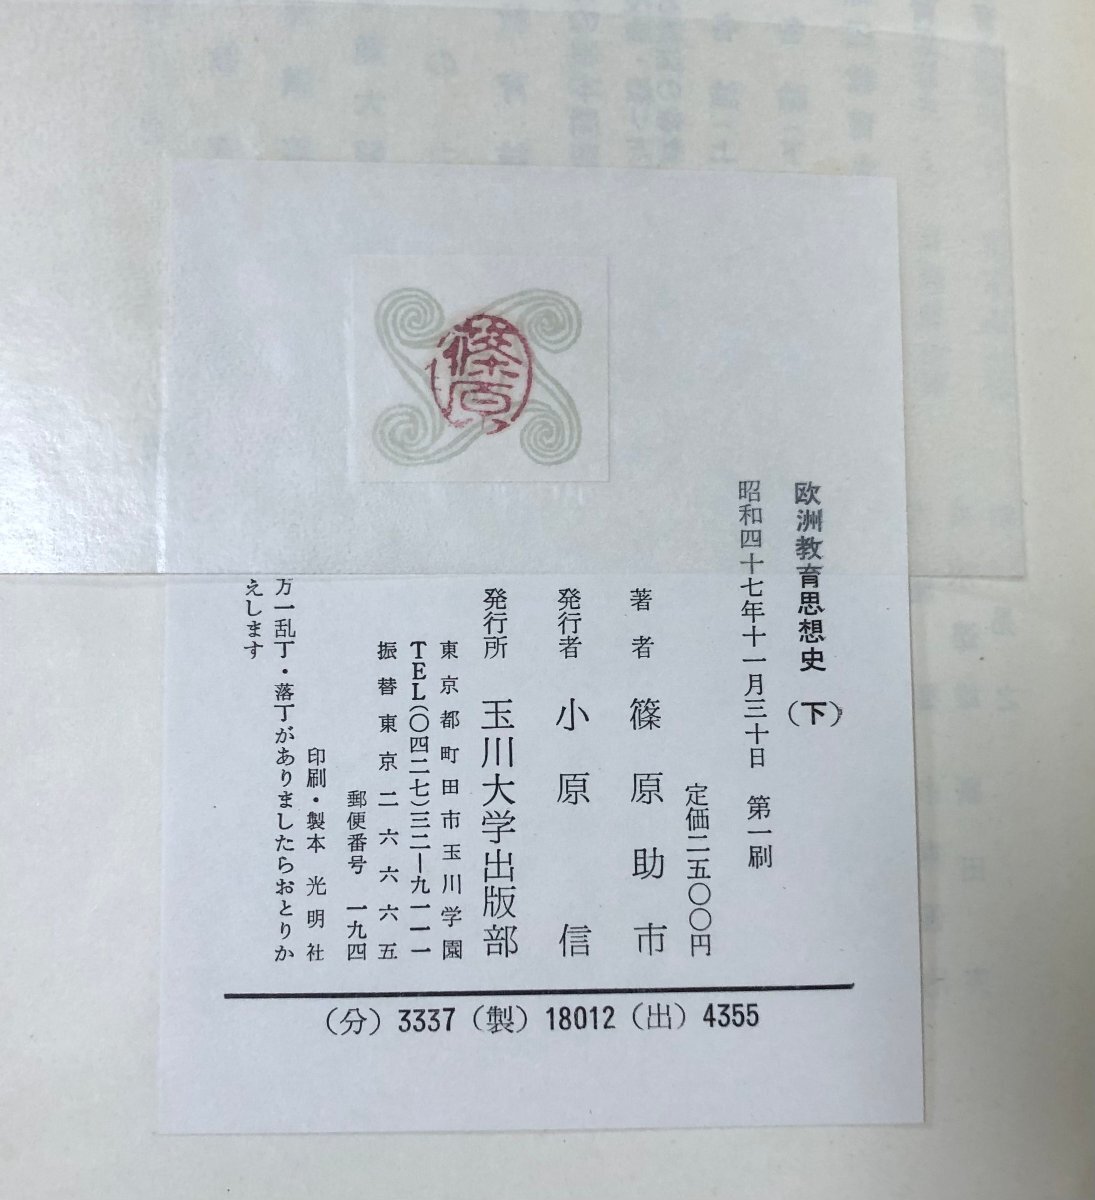 篠原
欧洲教育思想史(下)
昭和四十七年十一月三十日 第一刷
定価二五〇〇円
著者 篠原助市
発行者 小原信
発行所 玉川大学出版部
東京都町田市玉川学園
TEL(〇四二七)三二―九一一一
振替東京二六六六五
郵便番号 一九四
印刷・製本 光明社
万一乱丁・落丁がありましたらおとりか
えします
(分) 3337 (製) 18012 (出) 4355